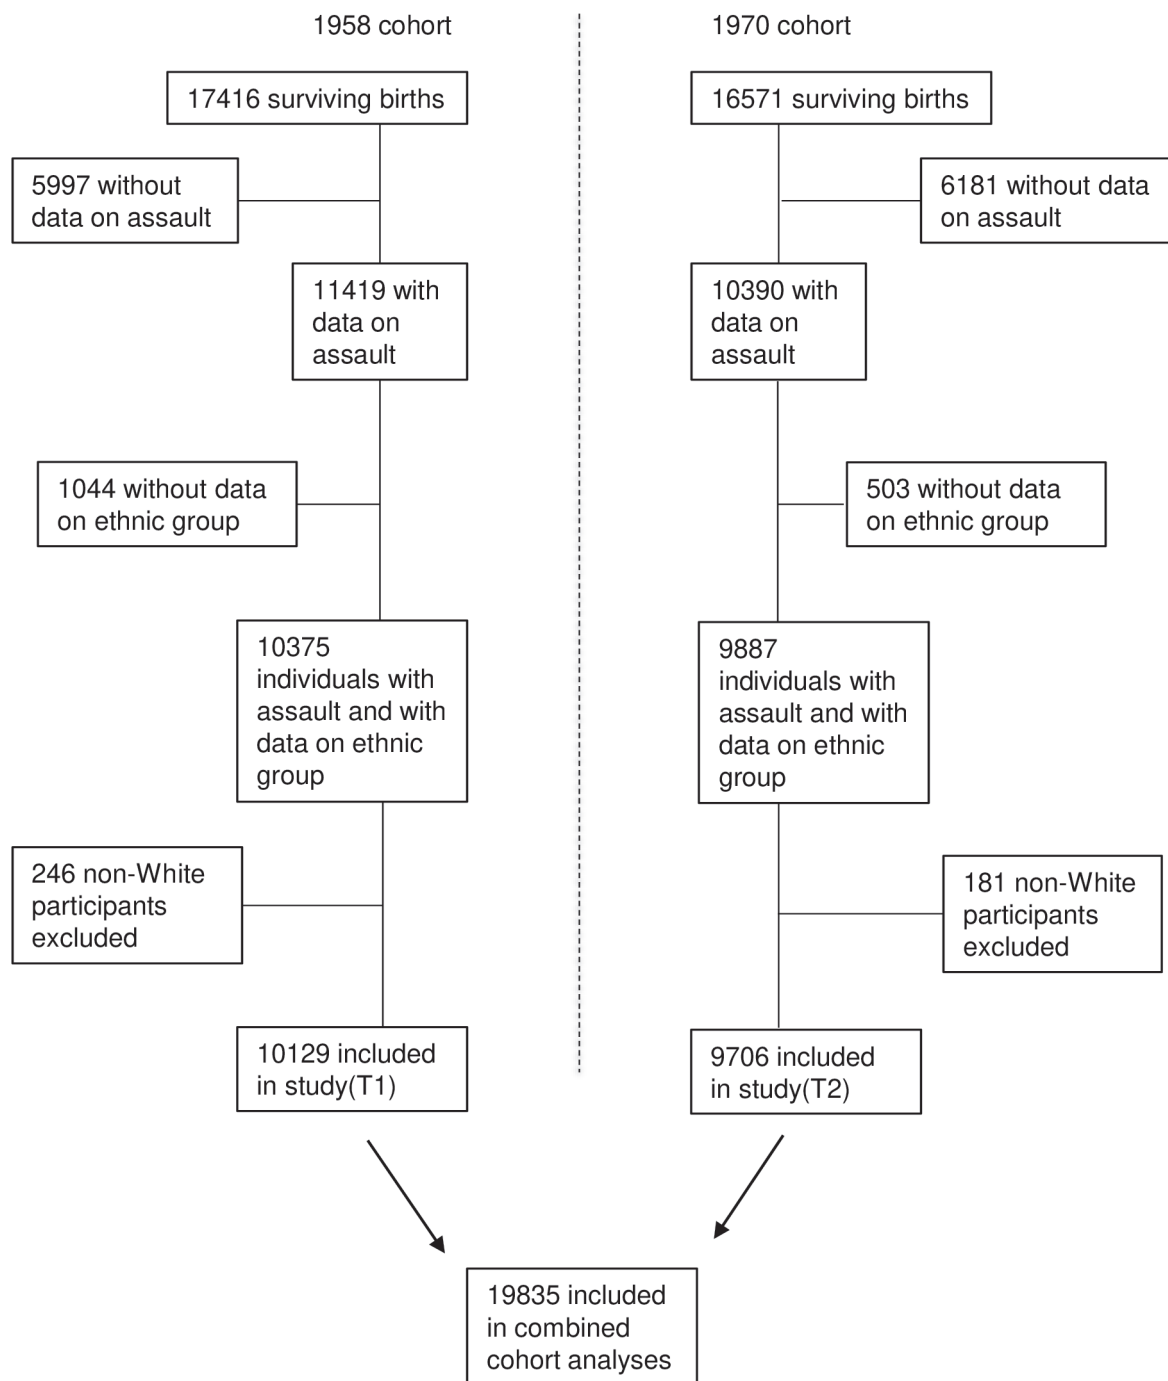 1958 cohort
17416 surviving births
5997 without
data on assault
11419 with
data on
assault
1044 without data
on ethnic group
10375
individuals with
assault and with
data on ethnic
group
246 non-White
participants
excluded
10129 included
in study(T1)
1970 cohort
16571 surviving births
6181 without data
on assault
10390 with
data on
assault
503 without data
on ethnic group
9887
individuals with
assault and with
data on ethnic
group
181 non-White
participants
excluded
9706 included
in study(T2)
19835 included
in combined
cohort analyses